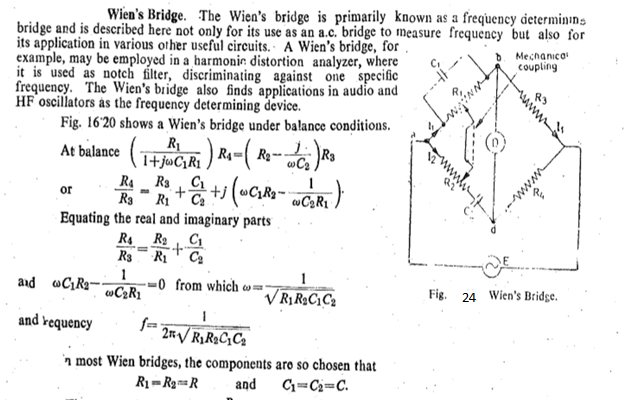 Wien's Bridge. The Wien's bridge is primarily known as a frequency determining
bridge and is described here not only for its use as an a.c. bridge to measure frequency but also for
its application in various other useful circuits. A Wien's bridge, for
example, may be employed in a harmonic distortion analyzer, where
it is used as notch filter, discriminating against one specific
frequency. The Wien's bridge also finds applications in audio and
HF oscillators as the frequency determining device.
Fig. 16·20 shows a Wien's bridge under balance conditions.
At balance (R1/1+jωC1R1) R4=(R2−j/ωC2)R3
or R4/R3 = R2/R1 + C1/C2 +j(ωC1R2−1/ωC2R1).
Equating the real and imaginary parts
R4/R3 = R2/R1 + C1/C2
and ωC1R2−1/ωC2R1=0 from which ω=1/√R1R2C1C2
and requency f=1/2π√R1R2C1C2
n most Wien bridges, the components are so chosen that
R1=R2=R and C1=C2=C.
Mechanical
coupling
b
C1
R1
R3
a
I1
I3
D
I2
R2
R4
C2
d
E
Fig. 24 Wien's Bridge.